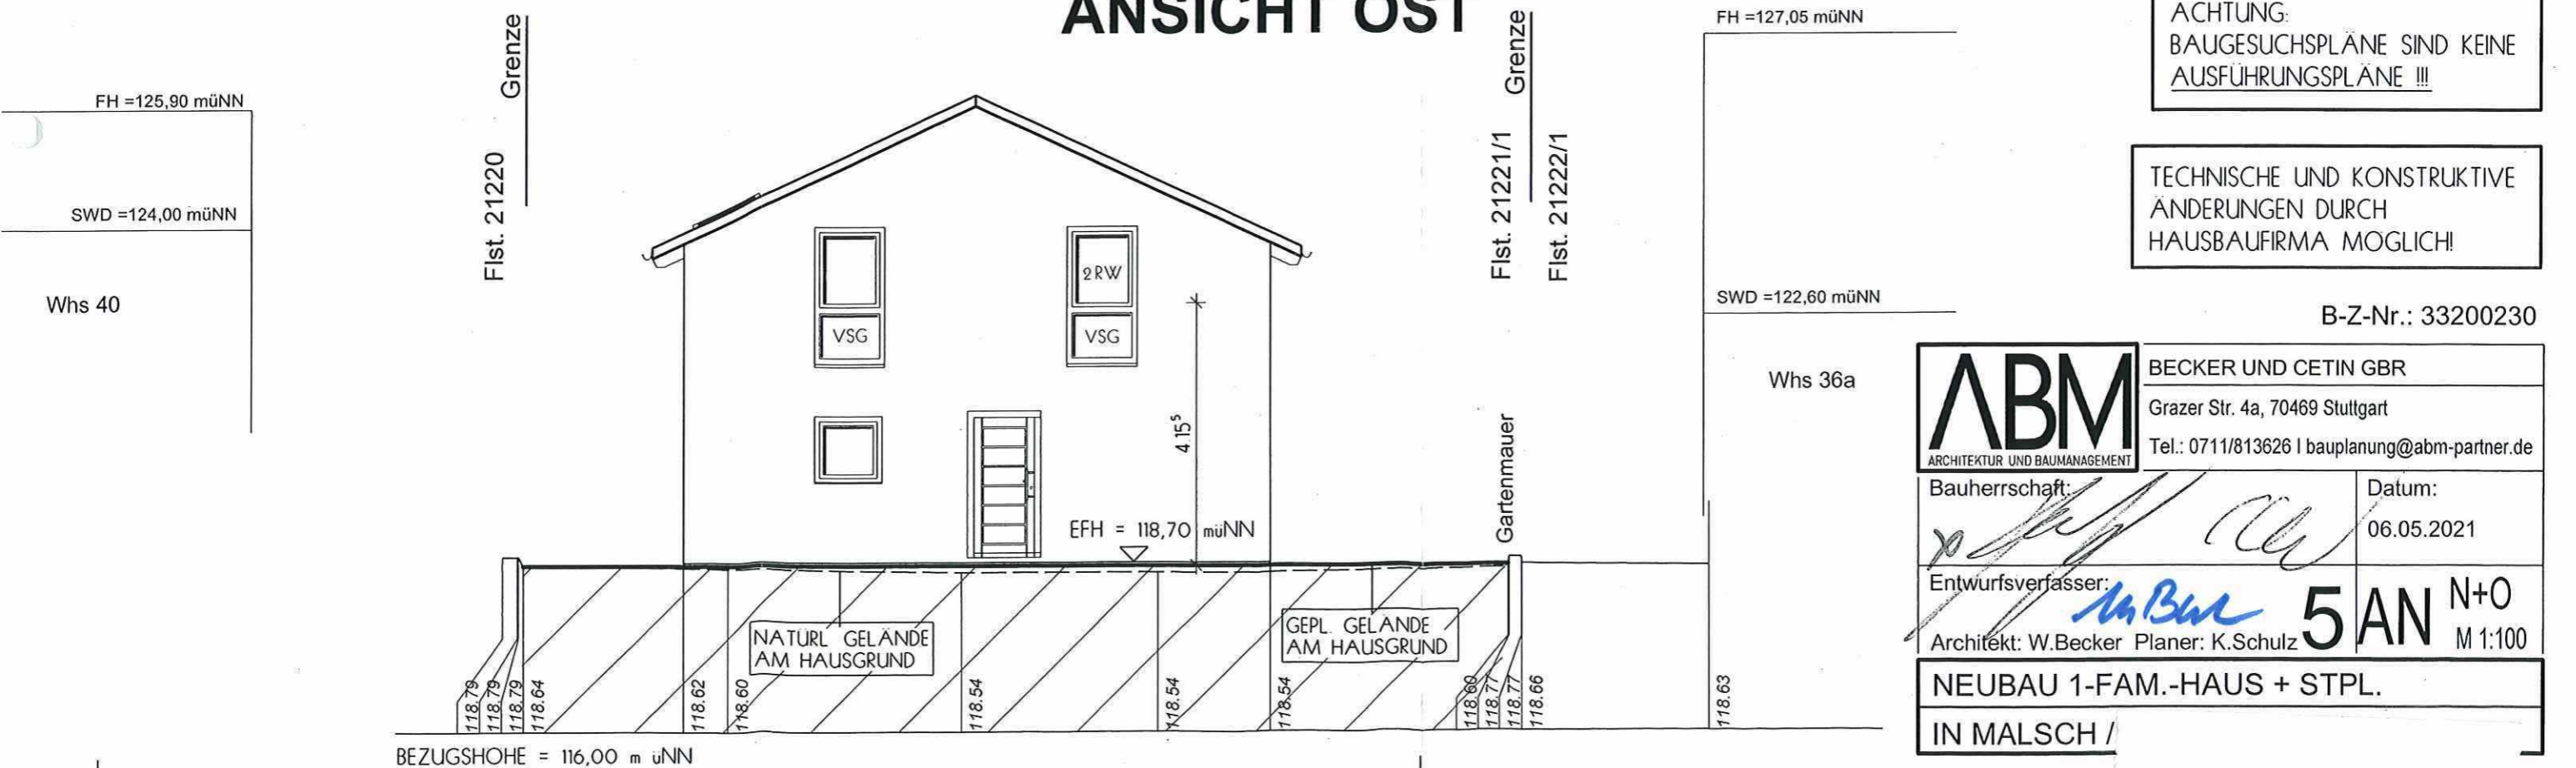 ANSICHT OST
FH =125,90 müNN
SWD =124,00 müNN
Whs 40
Flst. 21220
Grenze
2RW
VSG
VSG
4.15⁵
EFH = 118,70 müNN
NATÜRL. GELÄNDE
AM HAUSGRUND
GEPL. GELÄNDE
AM HAUSGRUND
118.79
118.79
118.79
118.64
118.62
118.60
118.54
118.54
118.54
118.60
118.77
118.77
118.66
118.63
BEZUGSHÖHE = 116,00 m üNN
Gartenmauer
Flst. 21221/1
Grenze
Flst. 21222/1
FH =127,05 müNN
SWD =122,60 müNN
Whs 36a
ACHTUNG:
BAUGESUCHSPLÄNE SIND KEINE
AUSFÜHRUNGSPLÄNE !!!
TECHNISCHE UND KONSTRUKTIVE
ÄNDERUNGEN DURCH
HAUSBAUFIRMA MÖGLICH!
B-Z-Nr.: 33200230
ABM
ARCHITEKTUR UND BAUMANAGEMENT
BECKER UND CETIN GBR
Grazer Str. 4a, 70469 Stuttgart
Tel.: 0711/813626 I bauplanung@abm-partner.de
Bauherrschaft:
Datum:
06.05.2021
Entwurfsverfasser:
Architekt: W.Becker Planer: K.Schulz
5 AN N+O
M 1:100
NEUBAU 1-FAM.-HAUS + STPL.
IN MALSCH /